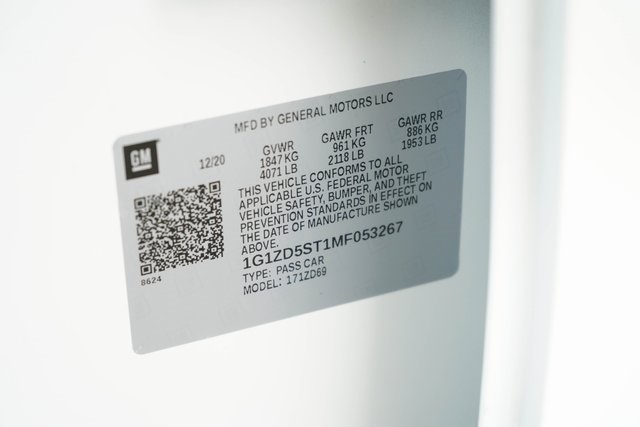 MFD BY GENERAL MOTORS LLC
GM
12/20
GVWR
1847 KG
4071 LB
GAWR FRT
961 KG
2118 LB
GAWR RR
886 KG
1953 LB
THIS VEHICLE CONFORMS TO ALL
APPLICABLE U.S. FEDERAL MOTOR
VEHICLE SAFETY, BUMPER, AND THEFT
PREVENTION STANDARDS IN EFFECT ON
THE DATE OF MANUFACTURE SHOWN
ABOVE.
1G1ZD5ST1MF053267
TYPE: PASS CAR
MODEL: 171ZD69
8624